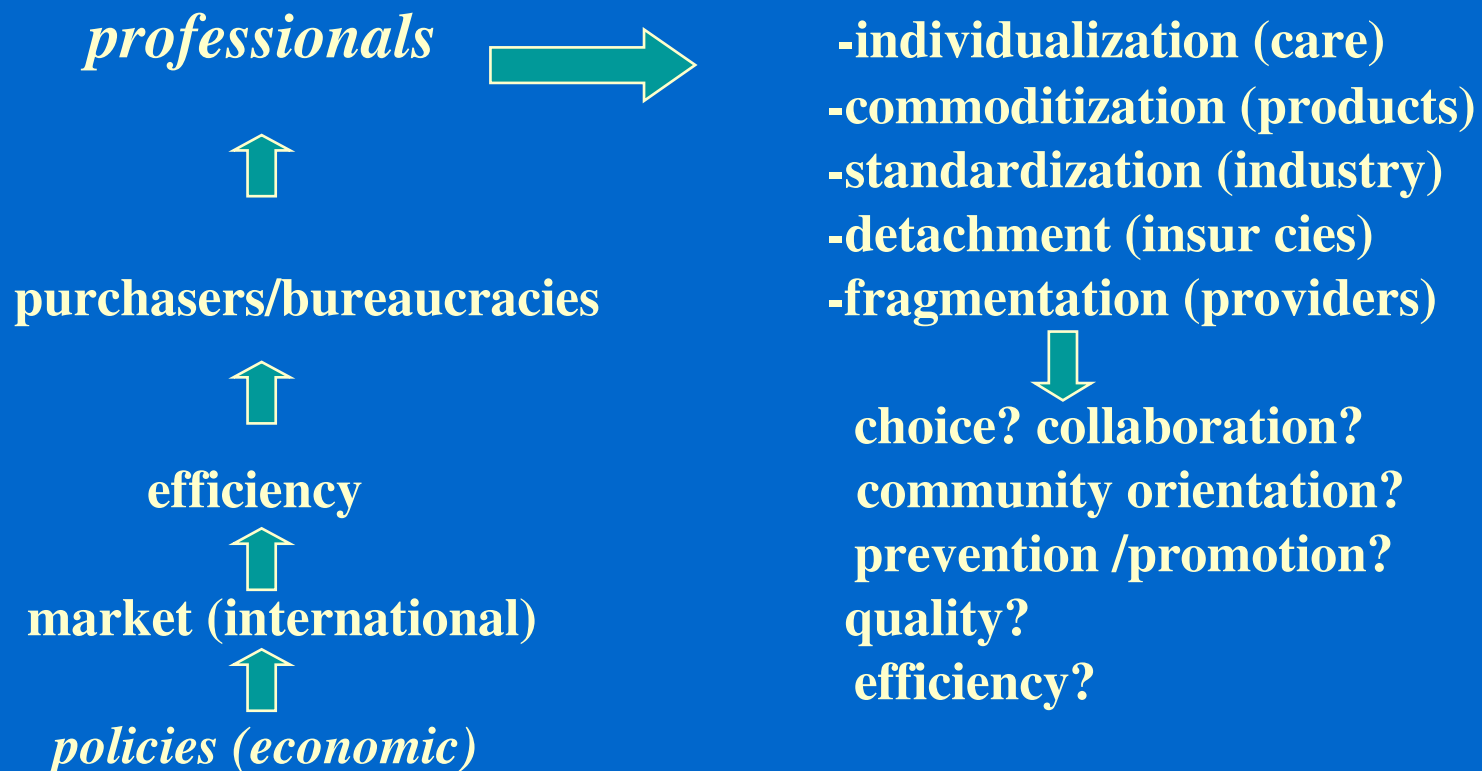 professionals
purchasers/bureaucracies
efficiency
market (international)
policies (economic)
-individualization (care)
-commoditization (products)
-standardization (industry)
-detachment (insur cies)
-fragmentation (providers)
choice? collaboration?
community orientation?
prevention /promotion?
quality?
efficiency?